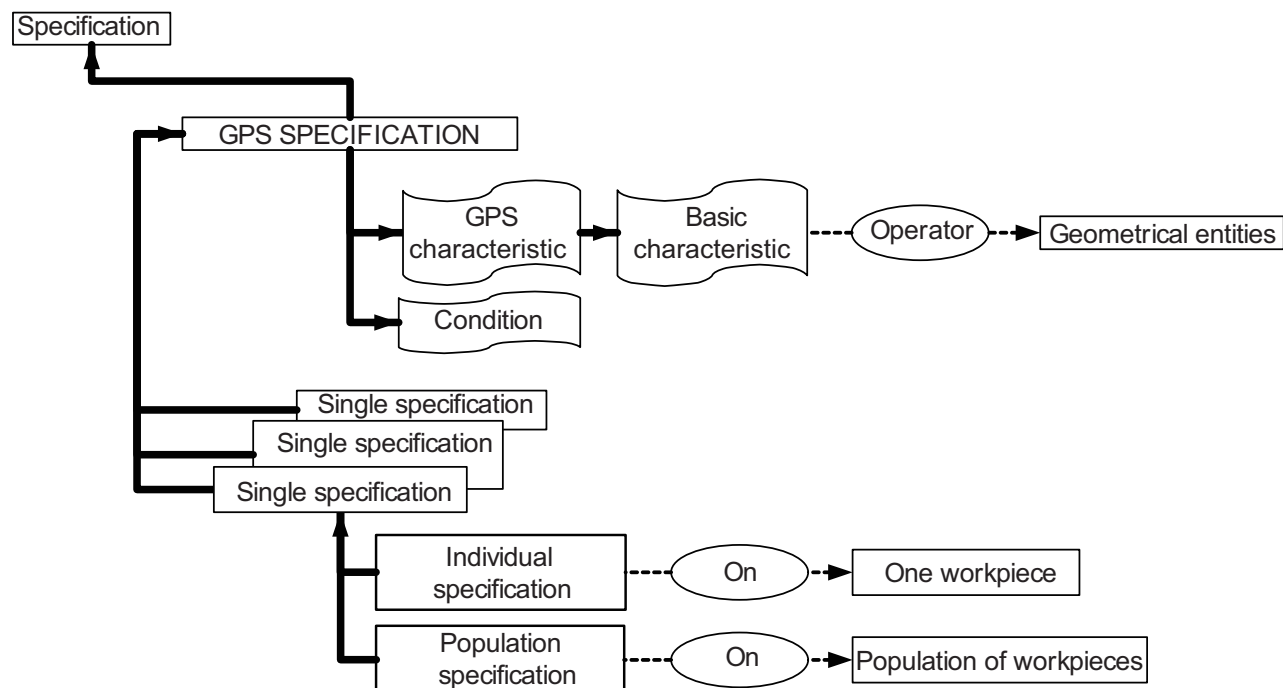 Specification
GPS SPECIFICATION
GPS
characteristic
Basic
characteristic
Operator
Geometrical entities
Condition
Single specification
Single specification
Single specification
Individual
specification
On
One workpiece
Population
specification
On
Population of workpieces